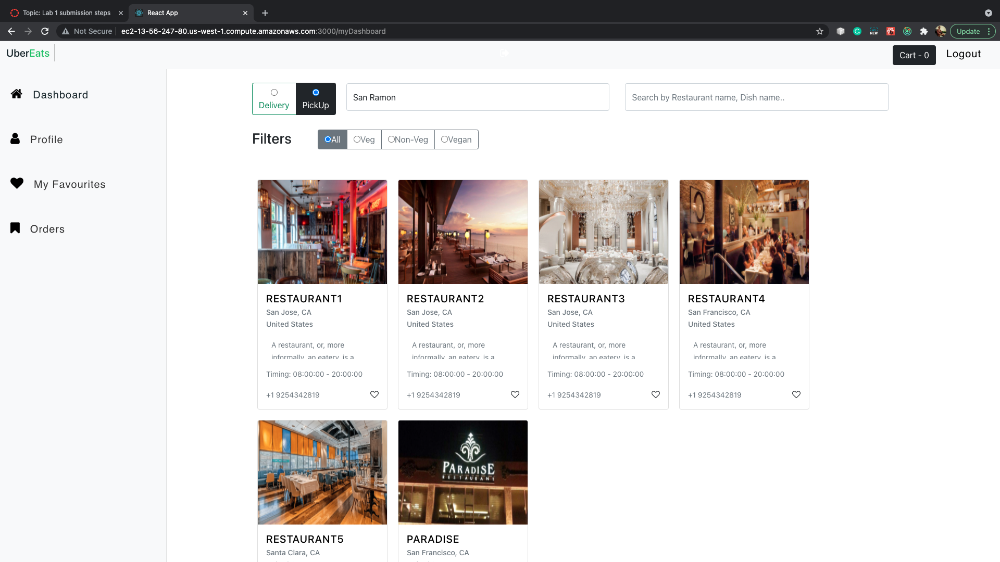 Topic: Lab 1 submission steps
React App
Not Secure
ec2-13-56-247-80.us-west-1.compute.amazonaws.com:3000/myDashboard
NEW
Update
UberEats
Cart - 0
Logout
Dashboard
Profile
My Favourites
Orders
Delivery
PickUp
San Ramon
Search by Restaurant name, Dish name..
Filters
All
Veg
Non-Veg
Vegan
RESTAURANT1
San Jose, CA
United States
A restaurant, or, more
informally, an eatery, is a
Timing: 08:00:00 - 20:00:00
+1 9254342819
RESTAURANT2
San Jose, CA
United States
A restaurant, or, more
informally, an eatery, is a
Timing: 08:00:00 - 20:00:00
+1 9254342819
RESTAURANT3
San Jose, CA
United States
A restaurant, or, more
informally, an eatery, is a
Timing: 08:00:00 - 20:00:00
+1 9254342819
RESTAURANT4
San Francisco, CA
United States
A restaurant, or, more
informally, an eatery, is a
Timing: 08:00:00 - 20:00:00
+1 9254342819
RESTAURANT5
Santa Clara, CA
PARADISE
RESTAURANT
PARADISE
San Francisco, CA